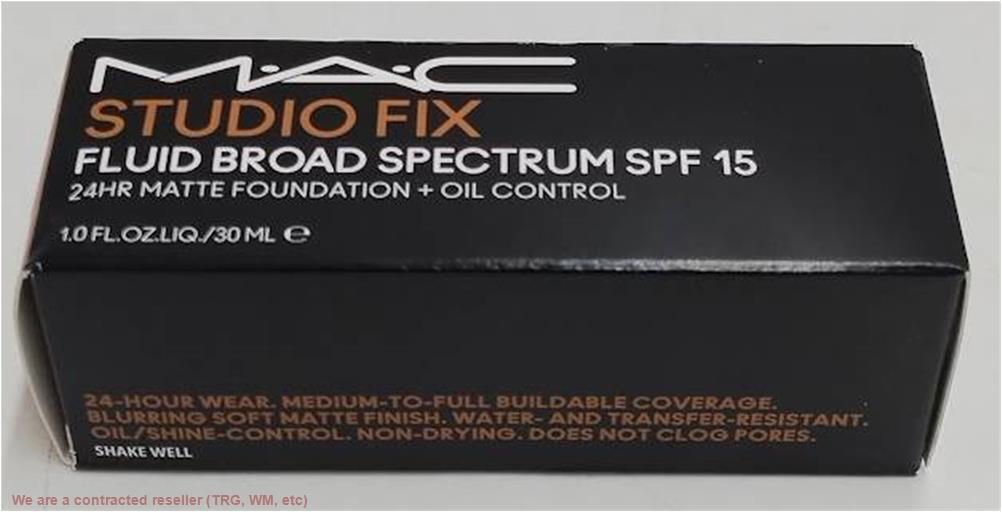 M·A·C
STUDIO FIX
FLUID BROAD SPECTRUM SPF 15
24HR MATTE FOUNDATION + OIL CONTROL
1.0 FL.OZ.LIQ./30 ML ℮
24-HOUR WEAR. MEDIUM-TO-FULL BUILDABLE COVERAGE.
BLURRING SOFT MATTE FINISH. WATER- AND TRANSFER-RESISTANT.
OIL/SHINE-CONTROL. NON-DRYING. DOES NOT CLOG PORES.
SHAKE WELL
We are a contracted reseller (TRG, WM, etc)